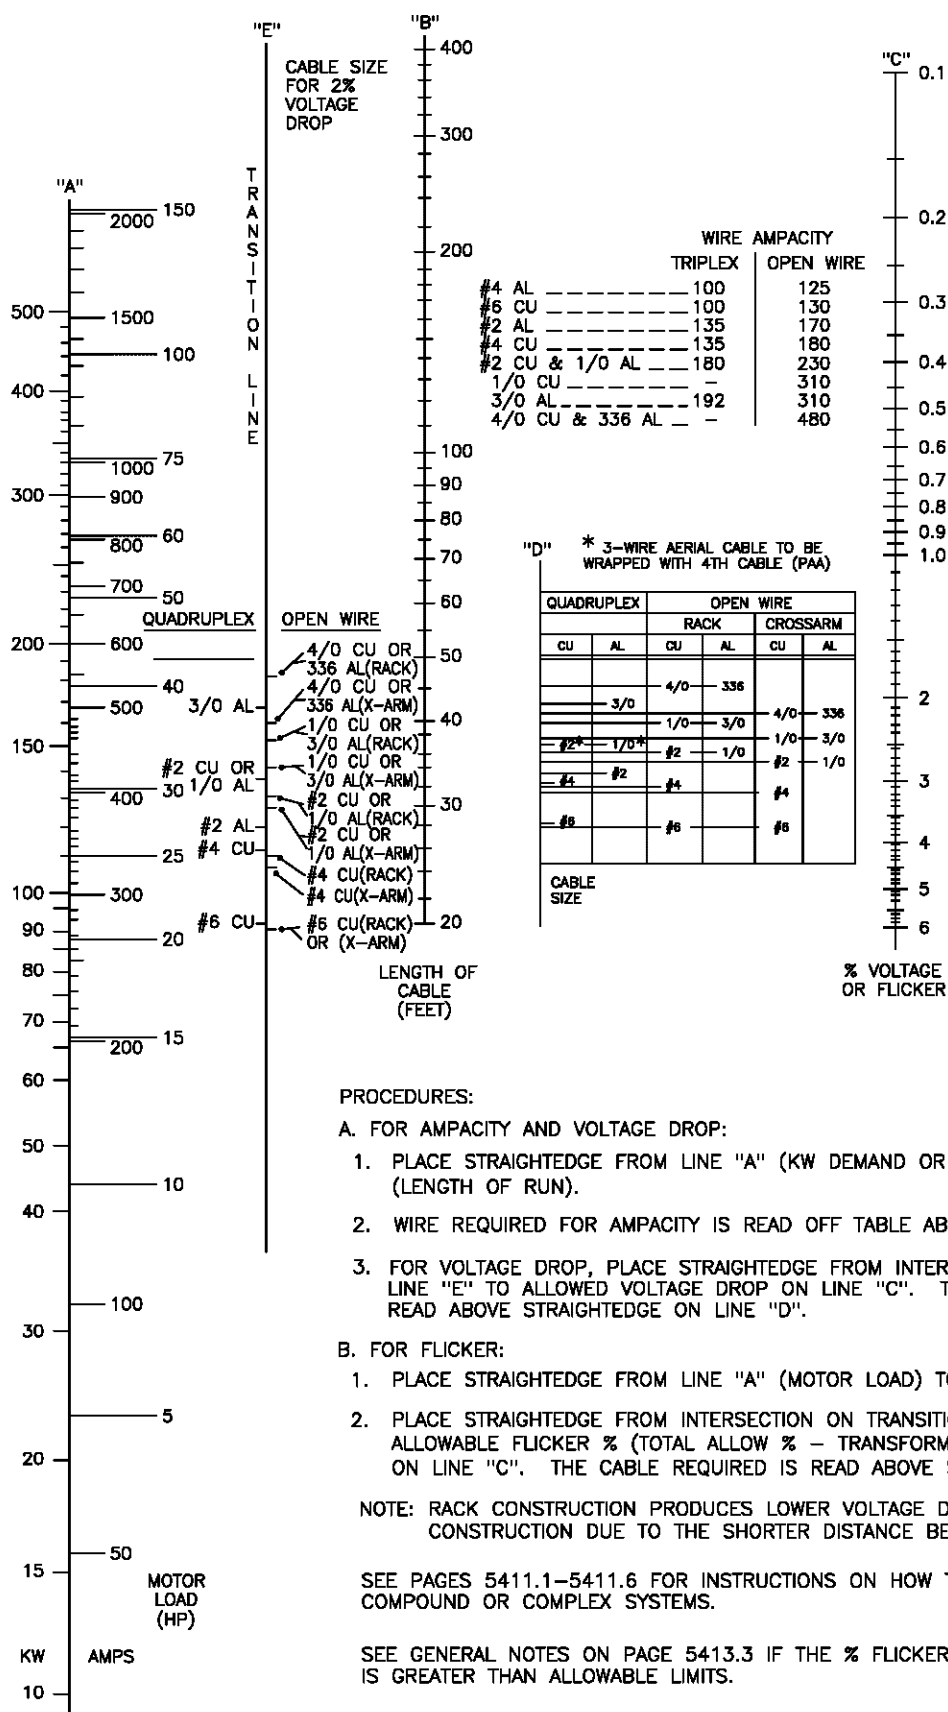 "E"
"B"
"C"
"A"
CABLE SIZE
FOR 2%
VOLTAGE
DROP
TRANSITION LINE
400
300
200
100
90
80
70
60
50
40
30
20
LENGTH OF
CABLE
(FEET)
0.1
0.2
0.3
0.4
0.5
0.6
0.7
0.8
0.9
1.0
2
3
4
5
6
% VOLTAGE
OR FLICKER
WIRE AMPACITY
TRIPLEX OPEN WIRE
#4 AL 100 125
#6 CU 100 130
#2 AL 135 170
#4 CU 135 180
#2 CU & 1/0 AL 180 230
1/0 CU – 310
3/0 AL 192 310
4/0 CU & 336 AL – 480
500
400
300
200
150
100
90
80
70
60
50
40
30
20
15
KW
10
2000
1500
1000
900
800
700
600
500
400
300
200
100
50
AMPS
150
100
75
60
50
40
30
25
20
15
10
5
MOTOR
LOAD
(HP)
QUADRUPLEX
3/0 AL
#2 CU OR
1/0 AL
#2 AL
#4 CU
#6 CU
OPEN WIRE
4/0 CU OR
336 AL(RACK)
4/0 CU OR
336 AL(X-ARM)
1/0 CU OR
3/0 AL(RACK)
1/0 CU OR
3/0 AL(X-ARM)
#2 CU OR
1/0 AL(RACK)
#2 CU OR
1/0 AL(X-ARM)
#4 CU(RACK)
#4 CU(X-ARM)
#6 CU(RACK)
OR (X-ARM)
"D"
* 3-WIRE AERIAL CABLE TO BE
WRAPPED WITH 4TH CABLE (PAA)
QUADRUPLEX OPEN WIRE
RACK CROSSARM
CU AL CU AL CU AL
4/0 336
3/0
4/0 336
1/0 3/0
1/0 3/0
#2* 1/0*
#2 1/0
#2 1/0
#2
#4 #4
#4
#6 #6 #6
CABLE
SIZE
PROCEDURES:
A. FOR AMPACITY AND VOLTAGE DROP:
1. PLACE STRAIGHTEDGE FROM LINE "A" (KW DEMAND OR
(LENGTH OF RUN).
2. WIRE REQUIRED FOR AMPACITY IS READ OFF TABLE AB
3. FOR VOLTAGE DROP, PLACE STRAIGHTEDGE FROM INTER
LINE "E" TO ALLOWED VOLTAGE DROP ON LINE "C". T
READ ABOVE STRAIGHTEDGE ON LINE "D".
B. FOR FLICKER:
1. PLACE STRAIGHTEDGE FROM LINE "A" (MOTOR LOAD) TO
2. PLACE STRAIGHTEDGE FROM INTERSECTION ON TRANSITI
ALLOWABLE FLICKER % (TOTAL ALLOW % – TRANSFORM
ON LINE "C". THE CABLE REQUIRED IS READ ABOVE
NOTE: RACK CONSTRUCTION PRODUCES LOWER VOLTAGE D
CONSTRUCTION DUE TO THE SHORTER DISTANCE BE
SEE PAGES 5411.1–5411.6 FOR INSTRUCTIONS ON HOW T
COMPOUND OR COMPLEX SYSTEMS.
SEE GENERAL NOTES ON PAGE 5413.3 IF THE % FLICKER
IS GREATER THAN ALLOWABLE LIMITS.